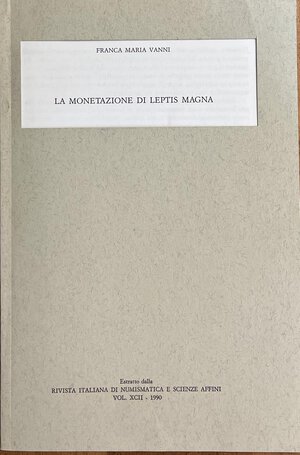 FRANCA MARIA VANNI
LA MONETAZIONE DI LEPTIS MAGNA
Estratto dalla
RIVISTA ITALIANA DI NUMISMATICA E SCIENZE AFFINI
VOL. XCII - 1990